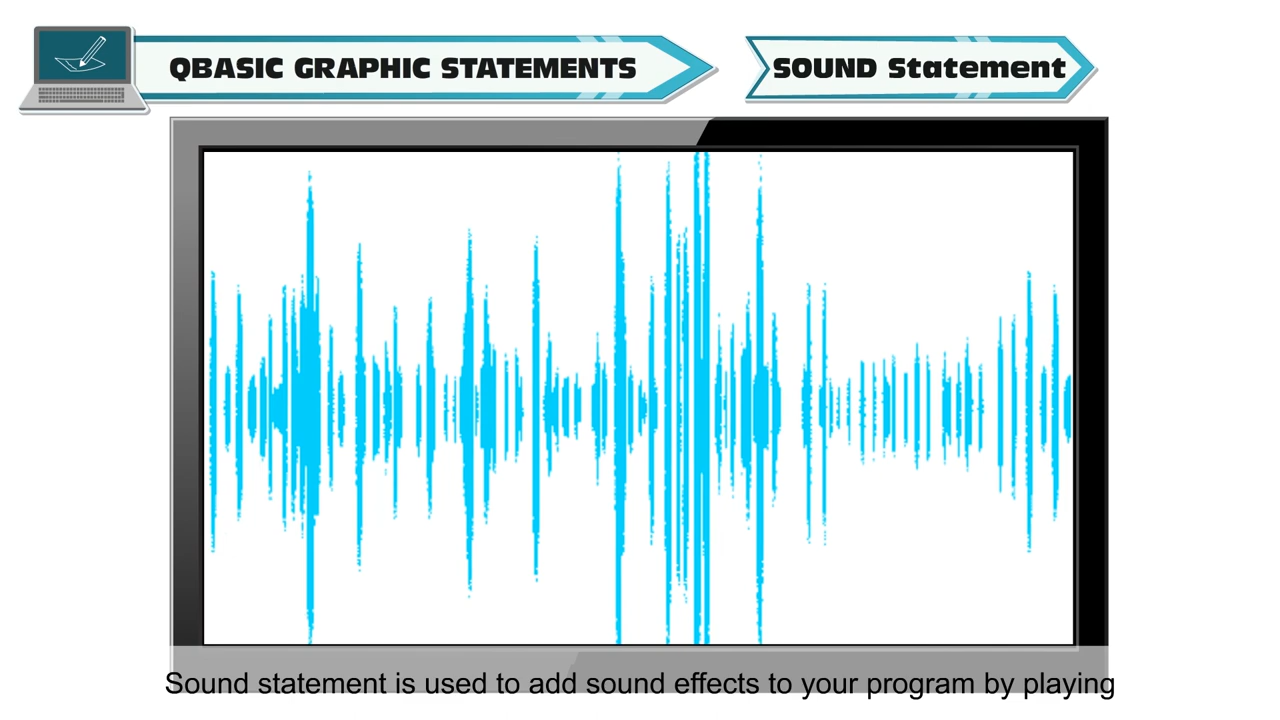 QBASIC GRAPHIC STATEMENTS
SOUND Statement
Sound statement is used to add sound effects to your program by playing